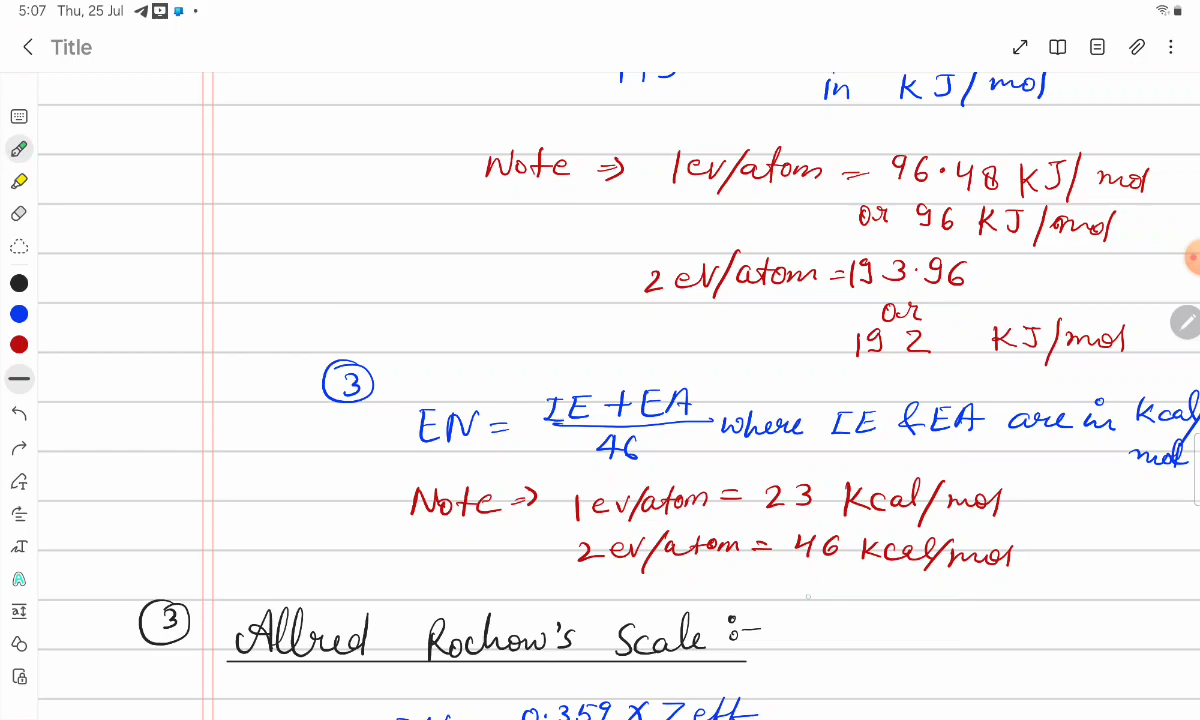 5:07 Thu, 25 Jul
Title
in KJ/mol
Note ⇒ 1ev/atom = 96.48 KJ/mol
or 96 KJ/mol
2 eV/atom = 193.96
or
192 KJ/mol
③
EN = IE + EA / 46 where IE & EA are in Kcal/mol
Note ⇒ 1 ev/atom = 23 Kcal/mol
2 ev/atom = 46 Kcal/mol
③ Allred Rochow's Scale :-
0.359 X Zeff